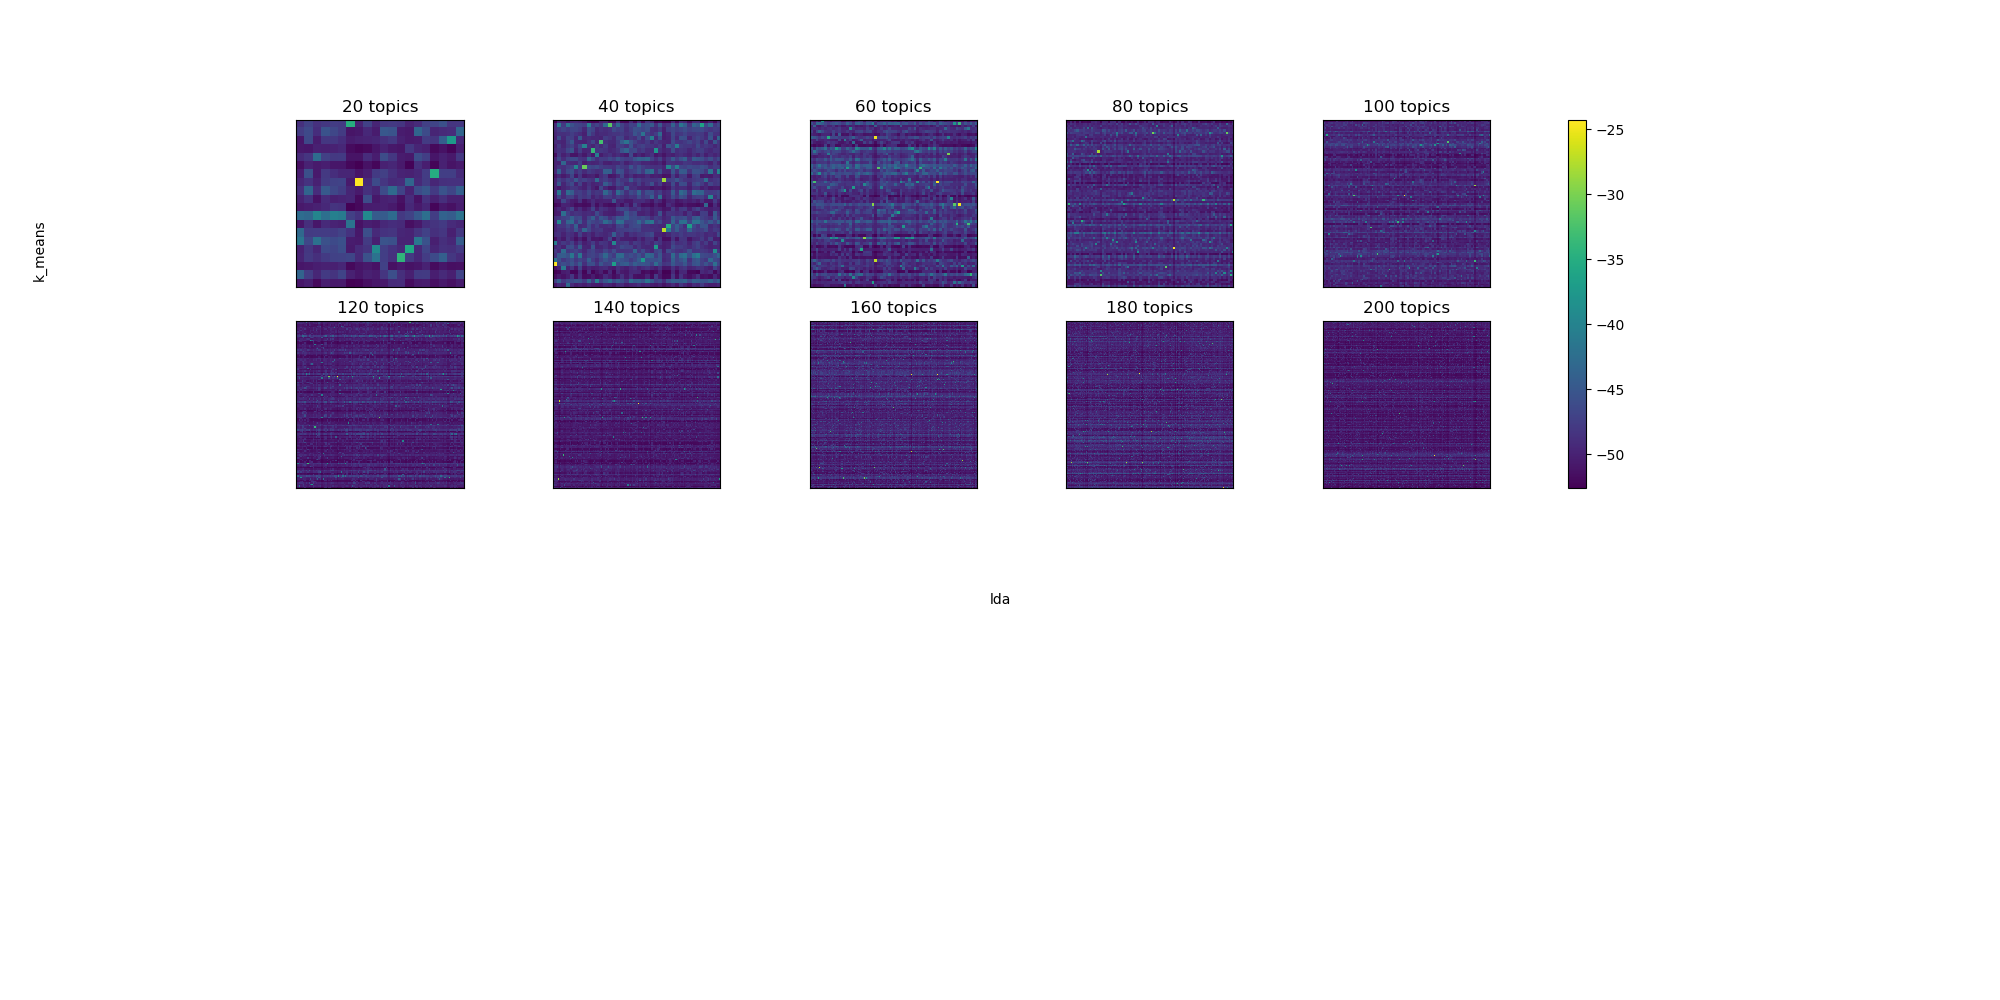 20 topics
40 topics
60 topics
80 topics
100 topics
−25
−30
−35
−40
−45
−50
k_means
120 topics
140 topics
160 topics
180 topics
200 topics
lda